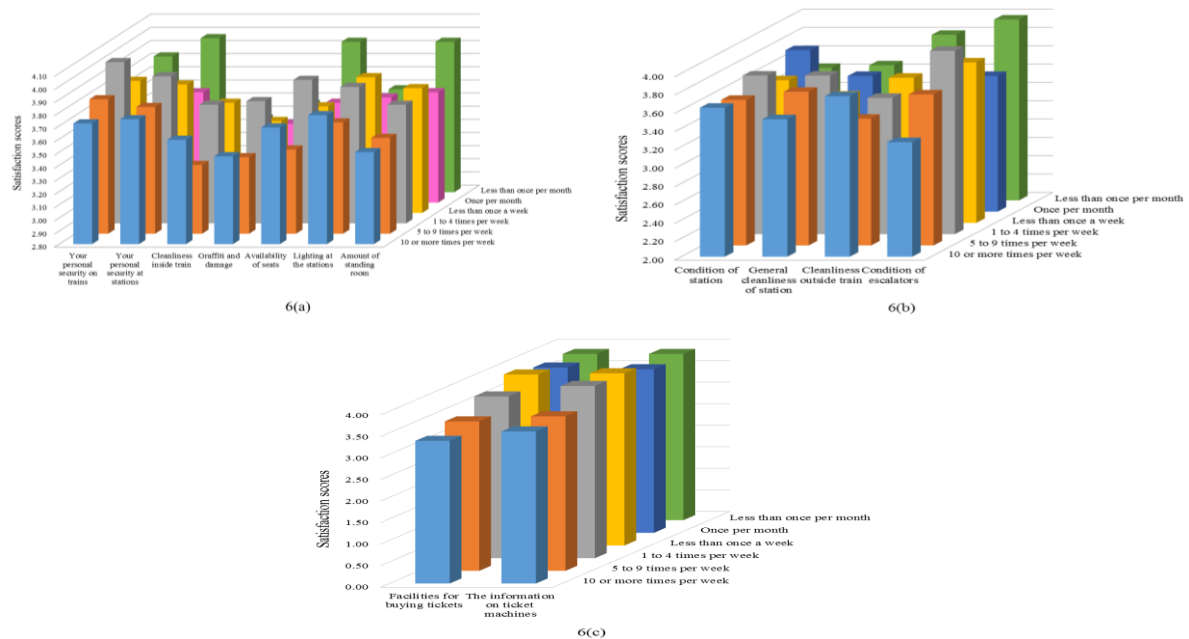 4.10
4.00
3.90
3.80
3.70
3.60
3.50
3.40
3.30
3.20
3.10
3.00
2.90
2.80
Satisfaction scores
Less than once per month
Once per month
Less than once a week
1 to 4 times per week
5 to 9 times per week
10 or more times per week
Your
personal
security on
trains
Your
personal
security at
stations
Cleanliness
inside train
Graffiti and
damage
Availability
of seats
Lighting at
the stations
Amount of
standing
room
6(a)
4.00
3.80
3.60
3.40
3.20
3.00
2.80
2.60
2.40
2.20
2.00
Satisfaction scores
Less than once per month
Once per month
Less than once a week
1 to 4 times per week
5 to 9 times per week
10 or more times per week
Condition of
station
General
cleanliness
of station
Cleanliness
outside train
Condition of
escalators
6(b)
4.00
3.50
3.00
2.50
2.00
1.50
1.00
0.50
0.00
Satisfaction scores
Less than once per month
Once per month
Less than once a week
1 to 4 times per week
5 to 9 times per week
10 or more times per week
Facilities for
buying tickets
The information
on ticket
machines
6(c)